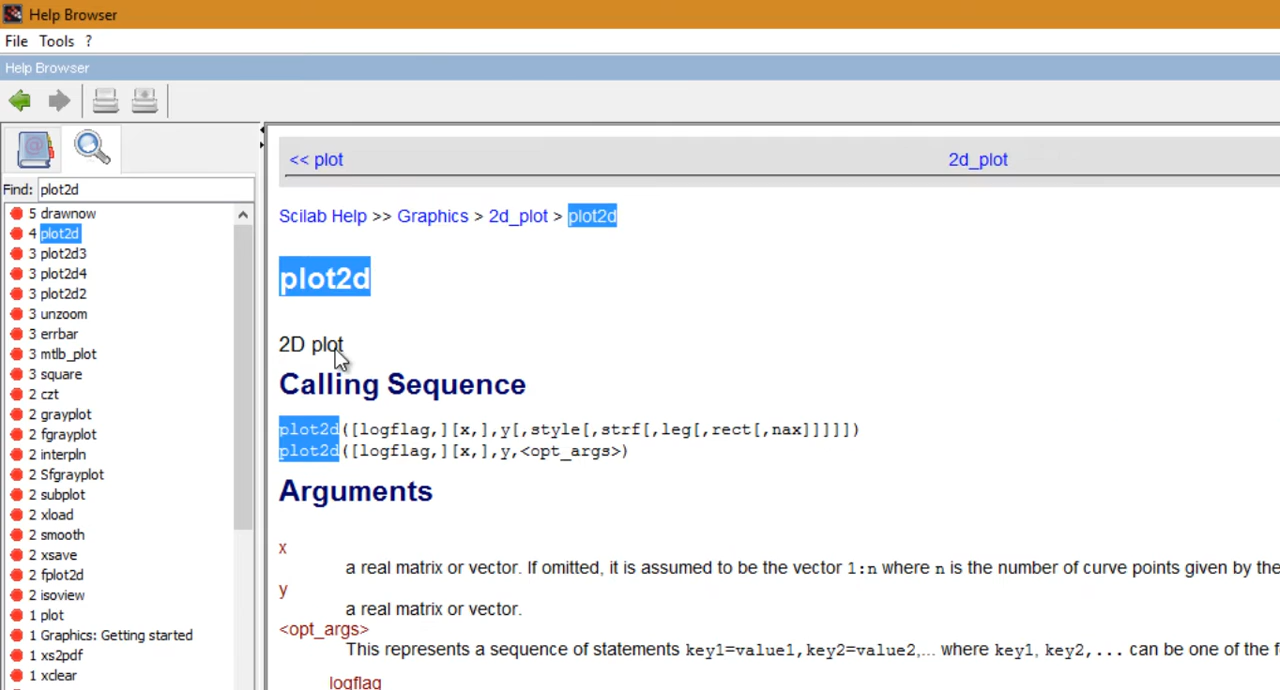 Help Browser
File Tools ?
Help Browser
Find: plot2d
5 drawnow
4 plot2d
3 plot2d3
3 plot2d4
3 plot2d2
3 unzoom
3 errbar
3 mtlb_plot
3 square
2 czt
2 grayplot
2 fgrayplot
2 interpln
2 Sfgrayplot
2 subplot
2 xload
2 smooth
2 xsave
2 fplot2d
2 isoview
1 plot
1 Graphics: Getting started
1 xs2pdf
1 xclear
<< plot 2d_plot
Scilab Help >> Graphics > 2d_plot > plot2d
plot2d
2D plot
Calling Sequence
plot2d([logflag,][x,],y[,style[,strf[,leg[,rect[,nax]]]]])
plot2d([logflag,][x,],y,<opt_args>)
Arguments
x
a real matrix or vector. If omitted, it is assumed to be the vector 1:n where n is the number of curve points given by the
y
a real matrix or vector.
<opt_args>
This represents a sequence of statements key1=value1,key2=value2,... where key1, key2,... can be one of the f
logflag